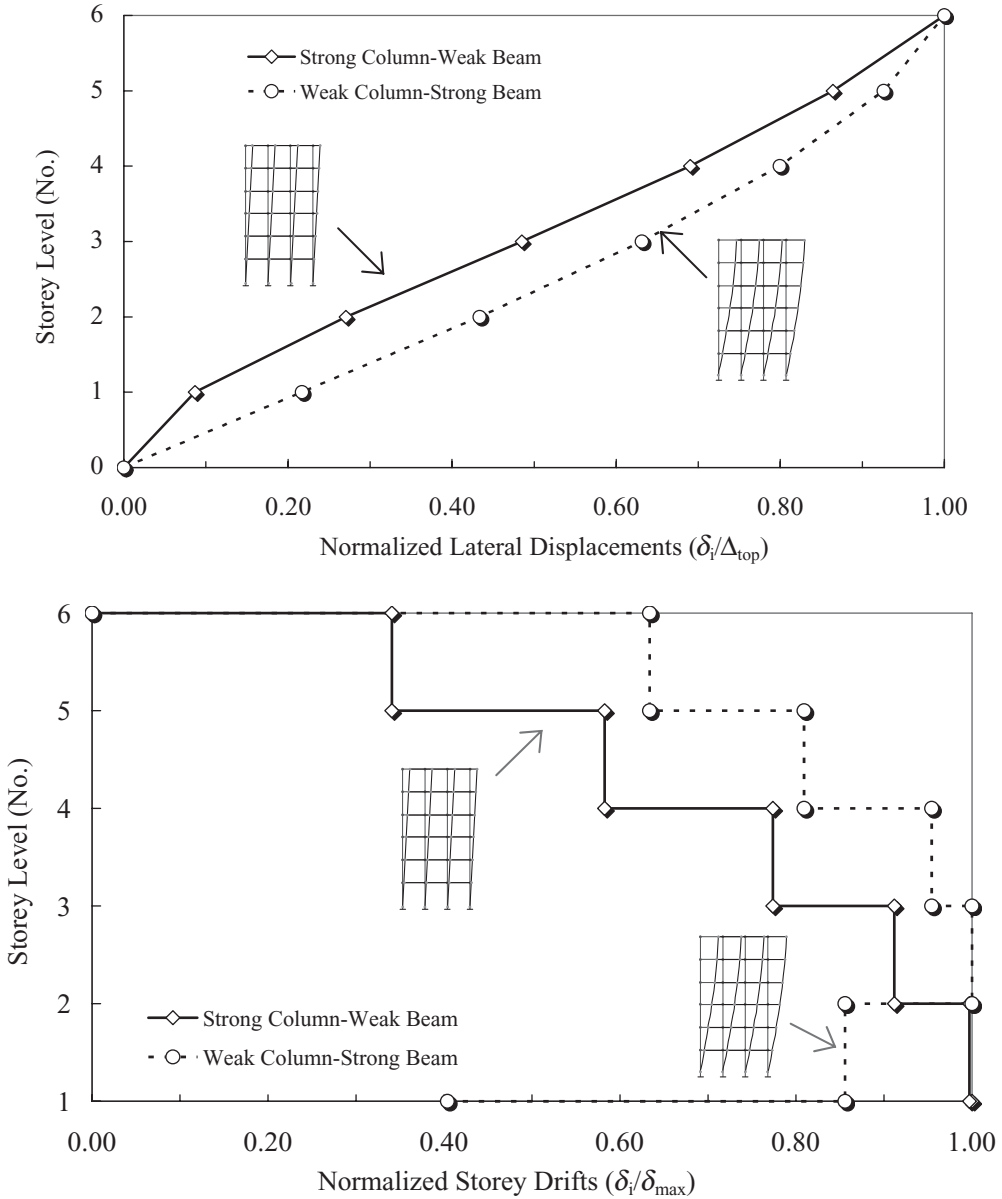 6
5
4
3
2
1
0
Storey Level (No.)
Strong Column-Weak Beam
Weak Column-Strong Beam
0.00 0.20 0.40 0.60 0.80 1.00
Normalized Lateral Displacements (δi/Δtop)
6
5
4
3
2
1
Storey Level (No.)
Strong Column-Weak Beam
Weak Column-Strong Beam
0.00 0.20 0.40 0.60 0.80 1.00
Normalized Storey Drifts (δi/δmax)